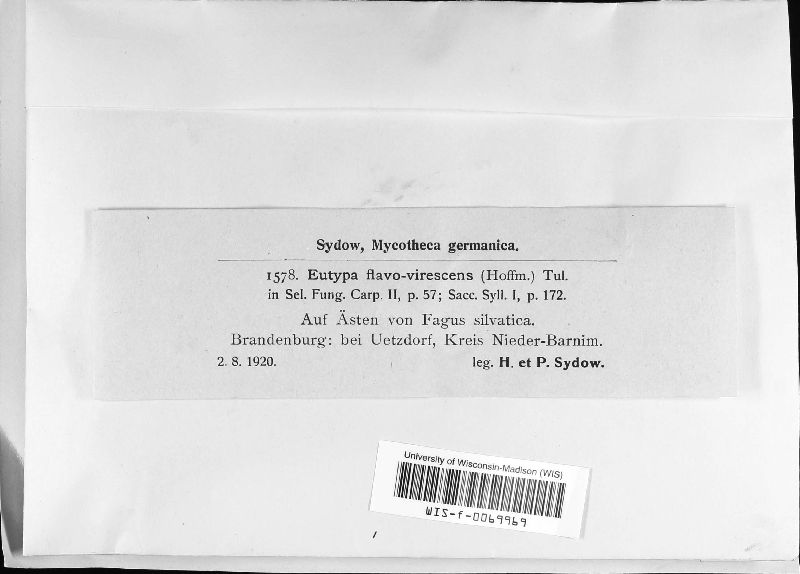 Sydow, Mycotheca germanica.
1578. Eutypa flavo-virescens (Hoffm.) Tul.
in Sel. Fung. Carp. II, p. 57; Sacc. Syll. I, p. 172.
Auf Ästen von Fagus silvatica.
Brandenburg: bei Uetzdorf, Kreis Nieder-Barnim.
2. 8. 1920. leg. H. et P. Sydow.
University of Wisconsin-Madison (WIS)
WIS-f-0069969